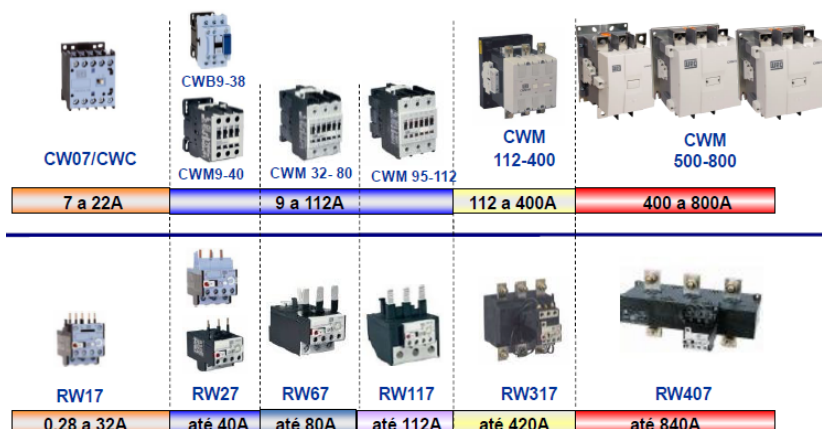 CWB9-38
CW07/CWC
CWM9-40
CWM 32- 80
CWM 95-112
CWM
112-400
CWM
500-800
7 a 22A
9 a 112A
112 a 400A
400 a 800A
RW17
RW27
RW67
RW117
RW317
RW407
0,28 a 32A
até 40A
até 80A
até 112A
até 420A
até 840A